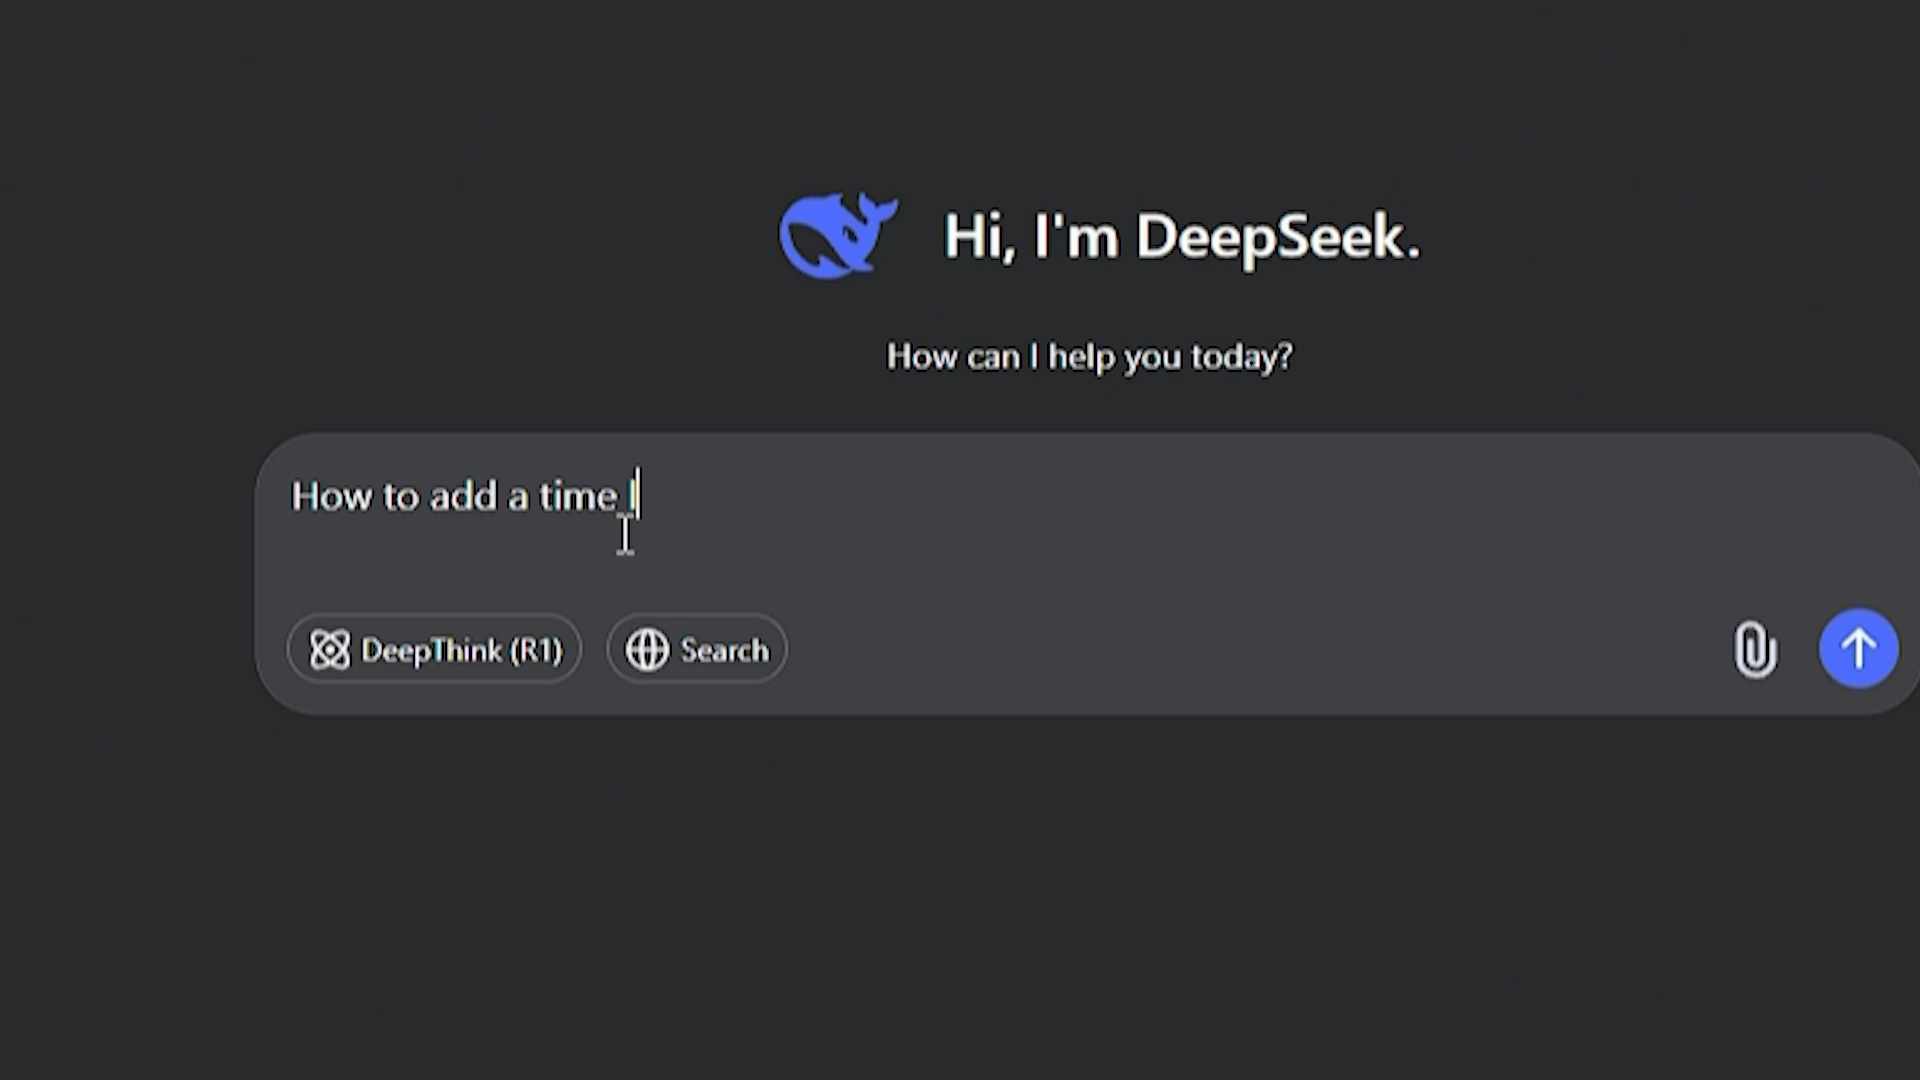 Hi, I'm DeepSeek.
How can I help you today?
How to add a time l
DeepThink (R1)
Search